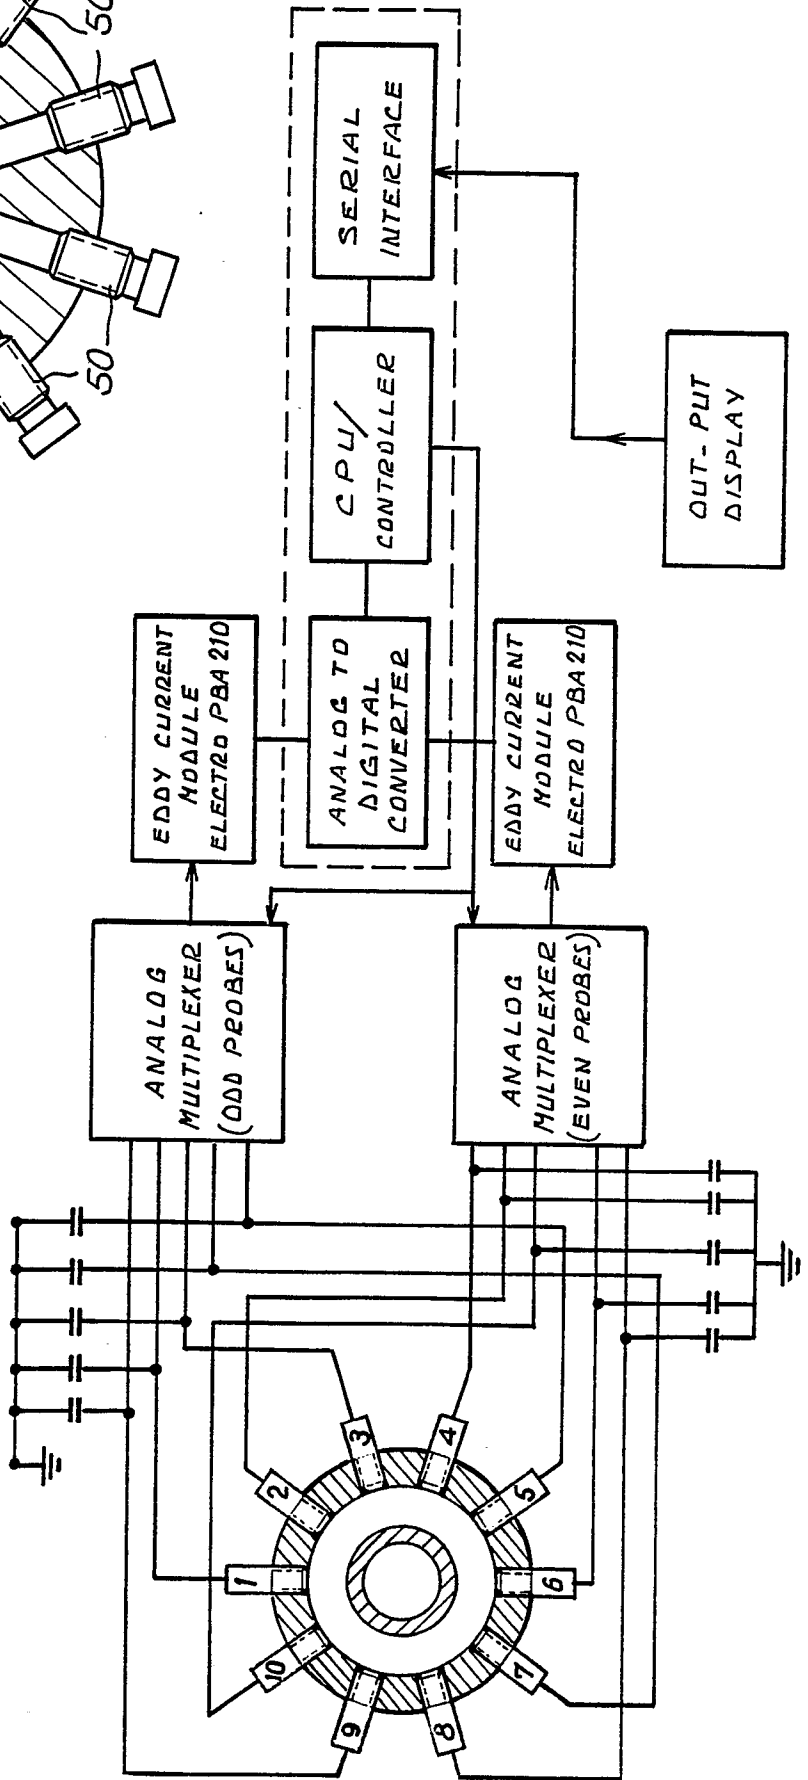 50
50
SERIAL
INTERFACE
CPU/
CONTROLLER
OUT-PUT
DISPLAY
EDDY CURRENT
MODULE
ELECTRO PBA 210
ANALOG TO
DIGITAL
CONVERTER
EDDY CURRENT
MODULE
ELECTRO PBA 210
ANALOG
MULTIPLEXER
(ODD PROBES)
ANALOG
MULTIPLEXER
(EVEN PROBES)
1
2
3
4
5
6
7
8
9
10